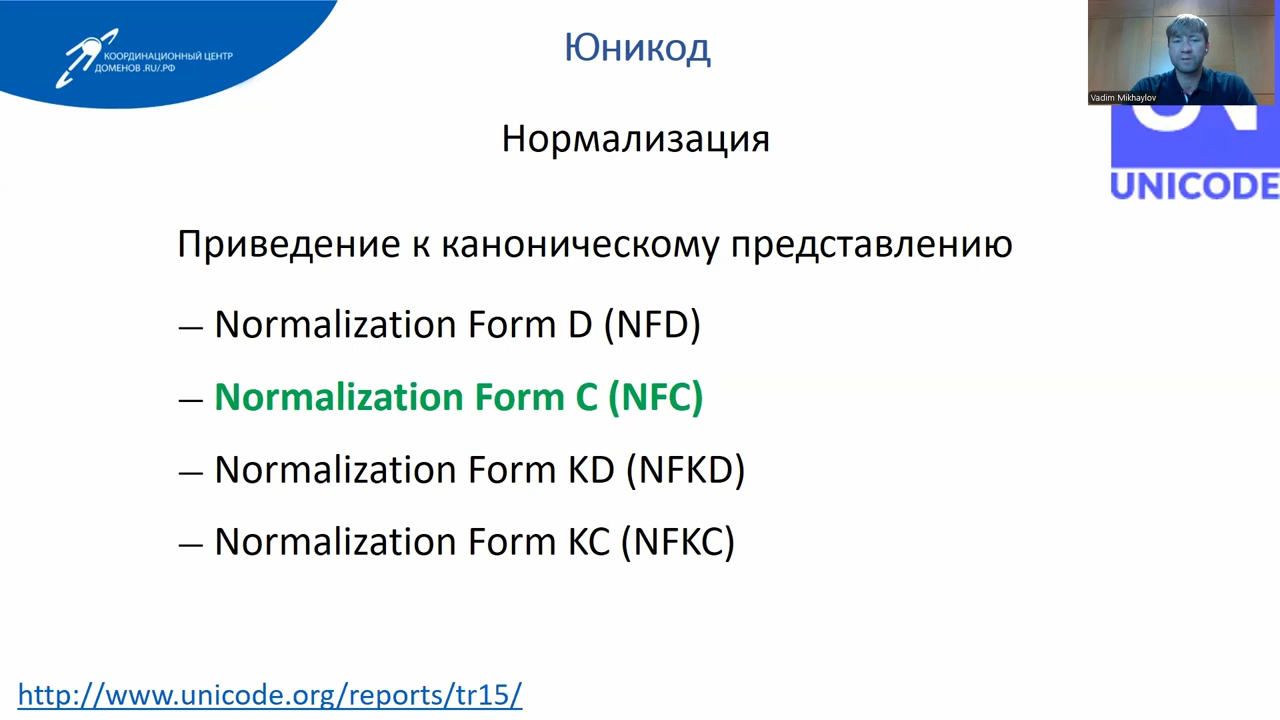 КООРДИНАЦИОННЫЙ ЦЕНТР
ДОМЕНОВ .RU/.РФ
Юникод
Vadim Mikhaylov
UNICODE
Нормализация
Приведение к каноническому представлению
— Normalization Form D (NFD)
— Normalization Form C (NFC)
— Normalization Form KD (NFKD)
— Normalization Form KC (NFKC)
http://www.unicode.org/reports/tr15/